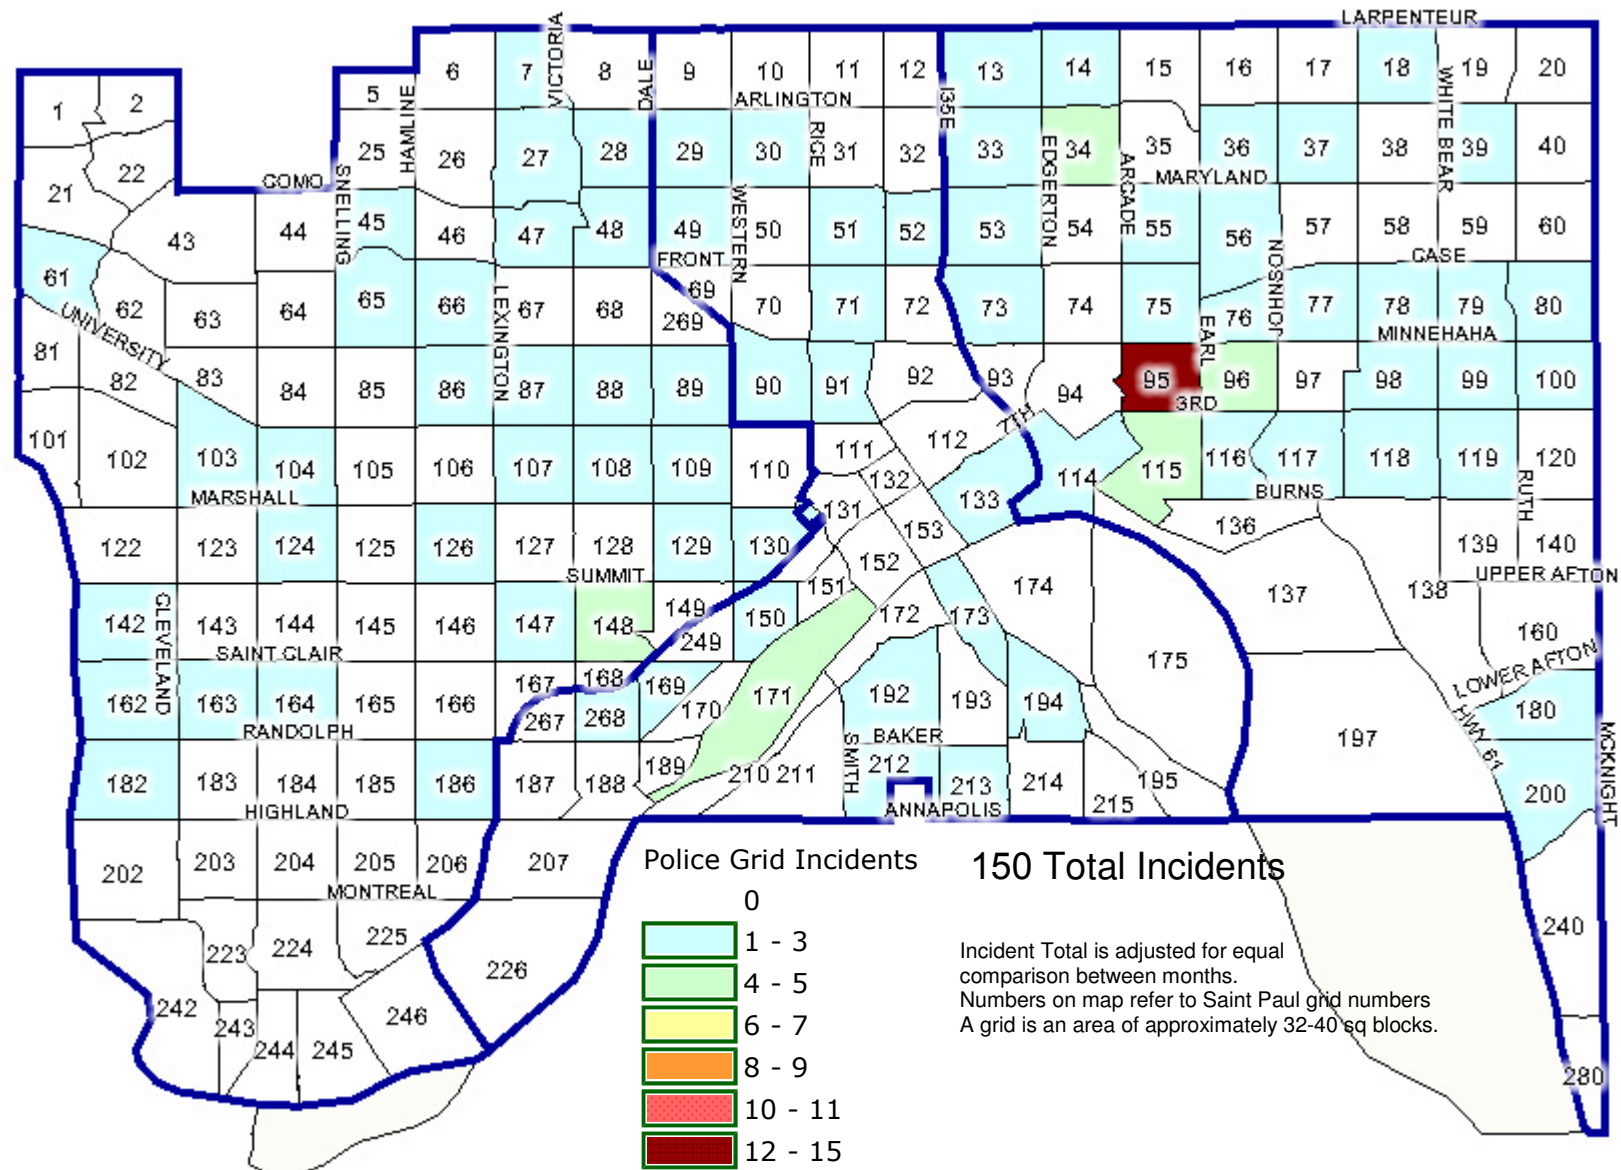 LARPENTEUR
VICTORIA
DALE
6 7 8 9 10 11 12 13 14 15 16 17 18 19 20
1 2 5
HAMLINE
ARLINGTON
I35E
WHITE BEAR
21 22 25 26 27 28 29 30 31 32 33 34 35 36 37 38 39 40
RICE
EDGERTON
ARCADE
MARYLAND
COMO
SNELLING
WESTERN
43 44 45 46 47 48 49 50 51 52 53 54 55 56 57 58 59 60
FRONT
JOHNSON
CASE
61 62 63 64 65 66 67 68 69 269 70 71 72 73 74 75 76 77 78 79 80
UNIVERSITY
LEXINGTON
EARL
MINNEHAHA
81 82 83 84 85 86 87 88 89 90 91 92 93 94 95 96 97 98 99 100
7TH
3RD
101 102 103 104 105 106 107 108 109 110 111 112 132 133 114 115 116 117 118 119 120
MARSHALL
BURNS
RUTH
122 123 124 125 126 127 128 129 130 131 152 153 136 139 140
SUMMIT
UPPER AFTON
CLEVELAND
142 143 144 145 146 147 148 149 249 150 151 172 173 174 137 138 160
SAINT CLAIR
LOWER AFTON
162 163 164 165 166 167 267 168 268 169 170 171 192 193 194 175 197 180
RANDOLPH
BAKER
SMITH
HWY 61
MCKNIGHT
182 183 184 185 186 187 188 189 210 211 212 213 214 215 195 200
HIGHLAND
ANNAPOLIS
202 203 204 205 206 207
MONTREAL
223 224 225 226 240
242 243 244 245 246 280
Police Grid Incidents
0
1 - 3
4 - 5
6 - 7
8 - 9
10 - 11
12 - 15
150 Total Incidents
Incident Total is adjusted for equal
comparison between months.
Numbers on map refer to Saint Paul grid numbers
A grid is an area of approximately 32-40 sq blocks.